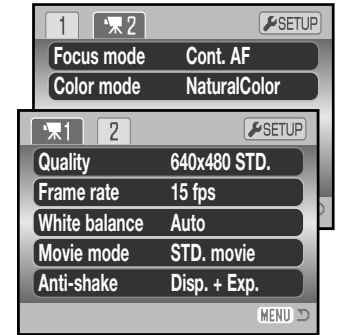 1 2 SETUP
Focus mode Cont. AF
Color mode NaturalColor
1 2 SETUP
Quality 640x480 STD.
Frame rate 15 fps
White balance Auto
Movie mode STD. movie
Anti-shake Disp. + Exp.
MENU